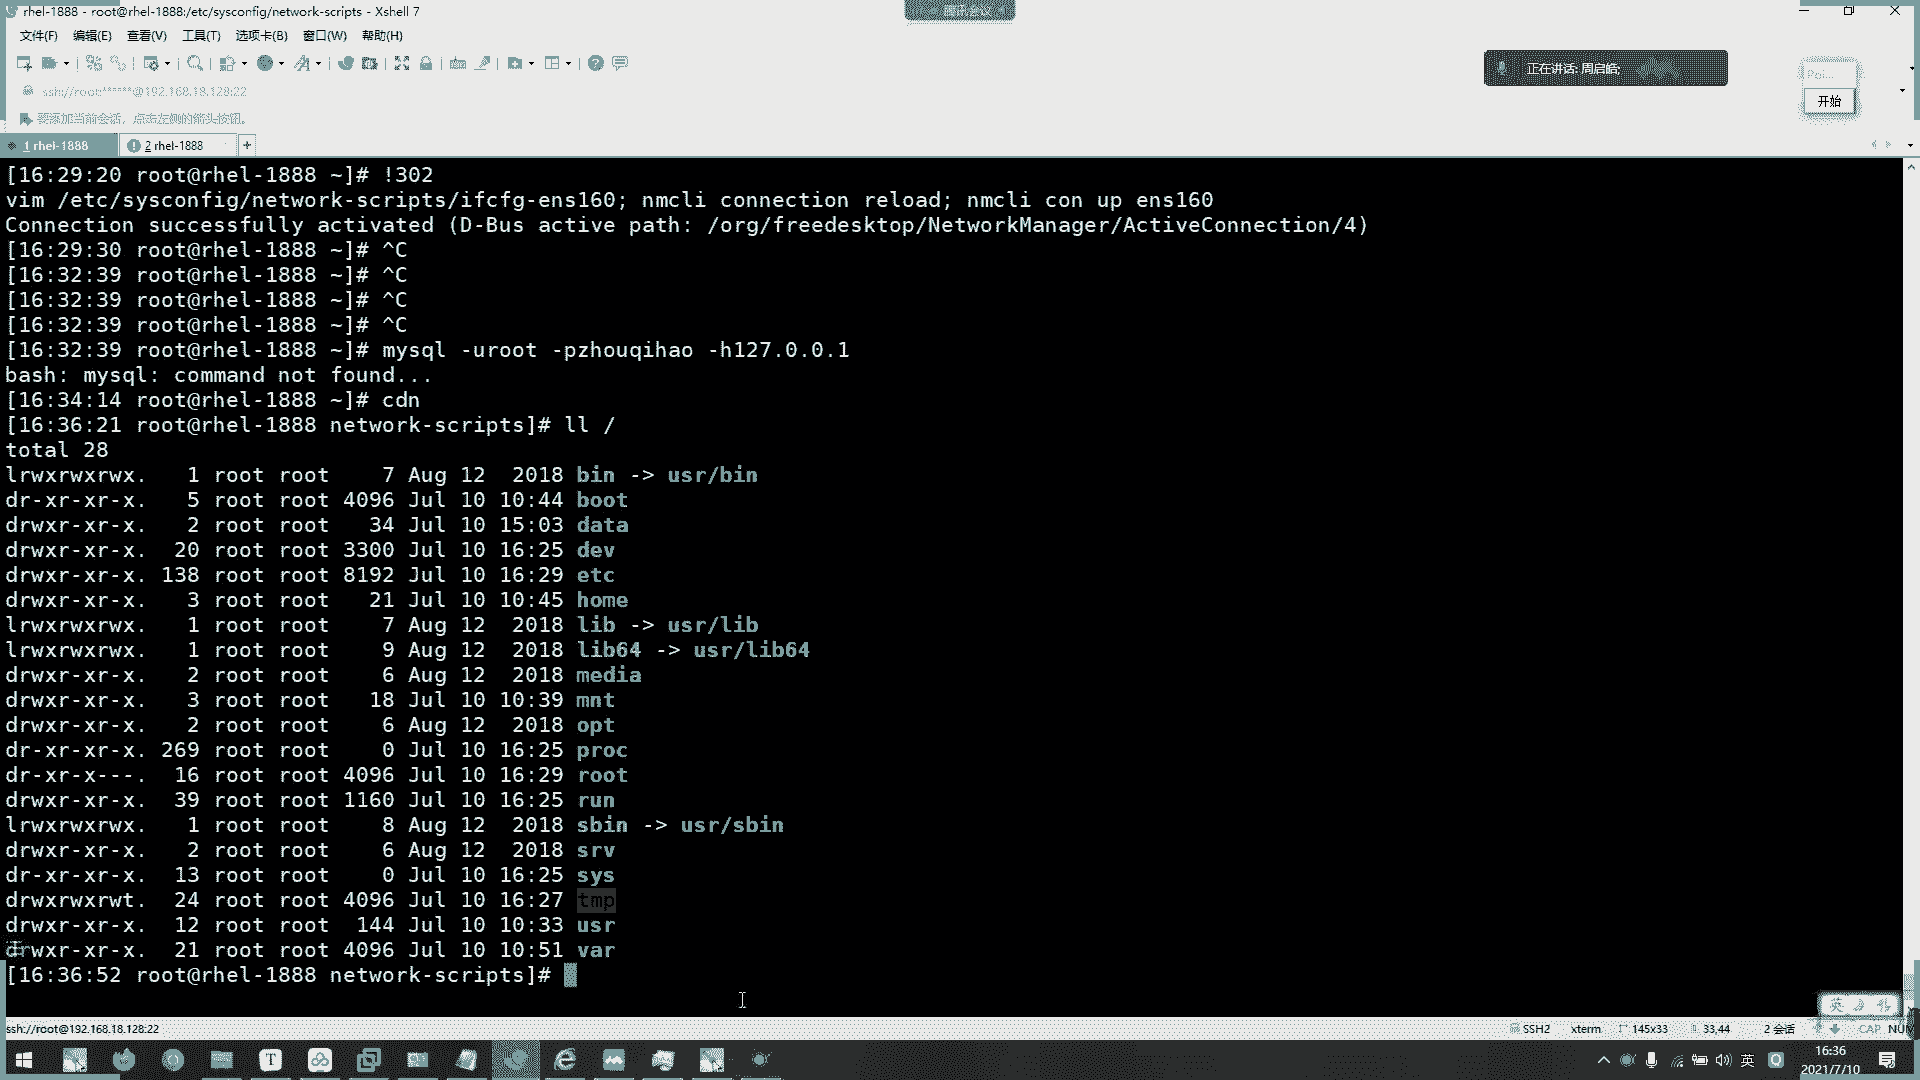 rhel-1888 - root@rhel-1888:/etc/sysconfig/network-scripts - Xshell 7
腾讯会议
文件(F) 编辑(E) 查看(V) 工具(T) 选项卡(B) 窗口(W) 帮助(H)
正在讲话: 周启皓;
Poi...
开始
ssh://root:******@192.168.18.128:22
要添加当前会话，点击左侧的箭头按钮。
1 rhel-1888
2 rhel-1888
[16:29:20 root@rhel-1888 ~]# !302
vim /etc/sysconfig/network-scripts/ifcfg-ens160; nmcli connection reload; nmcli con up ens160
Connection successfully activated (D-Bus active path: /org/freedesktop/NetworkManager/ActiveConnection/4)
[16:29:30 root@rhel-1888 ~]# ^C
[16:32:39 root@rhel-1888 ~]# ^C
[16:32:39 root@rhel-1888 ~]# ^C
[16:32:39 root@rhel-1888 ~]# ^C
[16:32:39 root@rhel-1888 ~]# mysql -uroot -pzhouqihao -h127.0.0.1
bash: mysql: command not found...
[16:34:14 root@rhel-1888 ~]# cdn
[16:36:21 root@rhel-1888 network-scripts]# ll /
total 28
lrwxrwxrwx. 1 root root 7 Aug 12 2018 bin -> usr/bin
dr-xr-xr-x. 5 root root 4096 Jul 10 10:44 boot
drwxr-xr-x. 2 root root 34 Jul 10 15:03 data
drwxr-xr-x. 20 root root 3300 Jul 10 16:25 dev
drwxr-xr-x. 138 root root 8192 Jul 10 16:29 etc
drwxr-xr-x. 3 root root 21 Jul 10 10:45 home
lrwxrwxrwx. 1 root root 7 Aug 12 2018 lib -> usr/lib
lrwxrwxrwx. 1 root root 9 Aug 12 2018 lib64 -> usr/lib64
drwxr-xr-x. 2 root root 6 Aug 12 2018 media
drwxr-xr-x. 3 root root 18 Jul 10 10:39 mnt
drwxr-xr-x. 2 root root 6 Aug 12 2018 opt
dr-xr-xr-x. 269 root root 0 Jul 10 16:25 proc
dr-xr-x---. 16 root root 4096 Jul 10 16:29 root
drwxr-xr-x. 39 root root 1160 Jul 10 16:25 run
lrwxrwxrwx. 1 root root 8 Aug 12 2018 sbin -> usr/sbin
drwxr-xr-x. 2 root root 6 Aug 12 2018 srv
dr-xr-xr-x. 13 root root 0 Jul 10 16:25 sys
drwxrwxrwt. 24 root root 4096 Jul 10 16:27 tmp
drwxr-xr-x. 12 root root 144 Jul 10 10:33 usr
drwxr-xr-x. 21 root root 4096 Jul 10 10:51 var
[16:36:52 root@rhel-1888 network-scripts]#
英
ssh://root@192.168.18.128:22 SSH2 xterm 145x33 33,44 2 会话 CAP NUM
英
16:36
2021/7/10